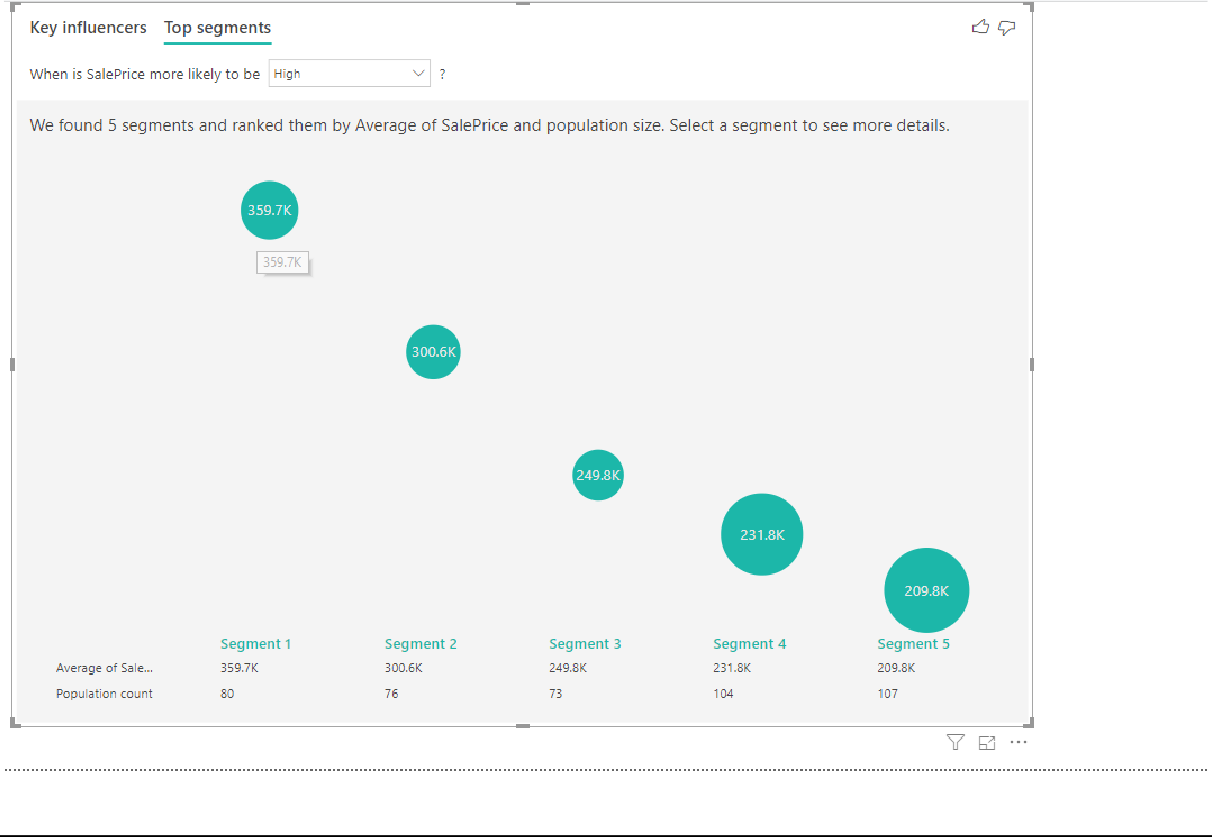 Key influencers Top segments
When is SalePrice more likely to be High ?
We found 5 segments and ranked them by Average of SalePrice and population size. Select a segment to see more details.
359.7K
359.7K
300.6K
249.8K
231.8K
209.8K
Segment 1 Segment 2 Segment 3 Segment 4 Segment 5
Average of Sale... 359.7K 300.6K 249.8K 231.8K 209.8K
Population count 80 76 73 104 107